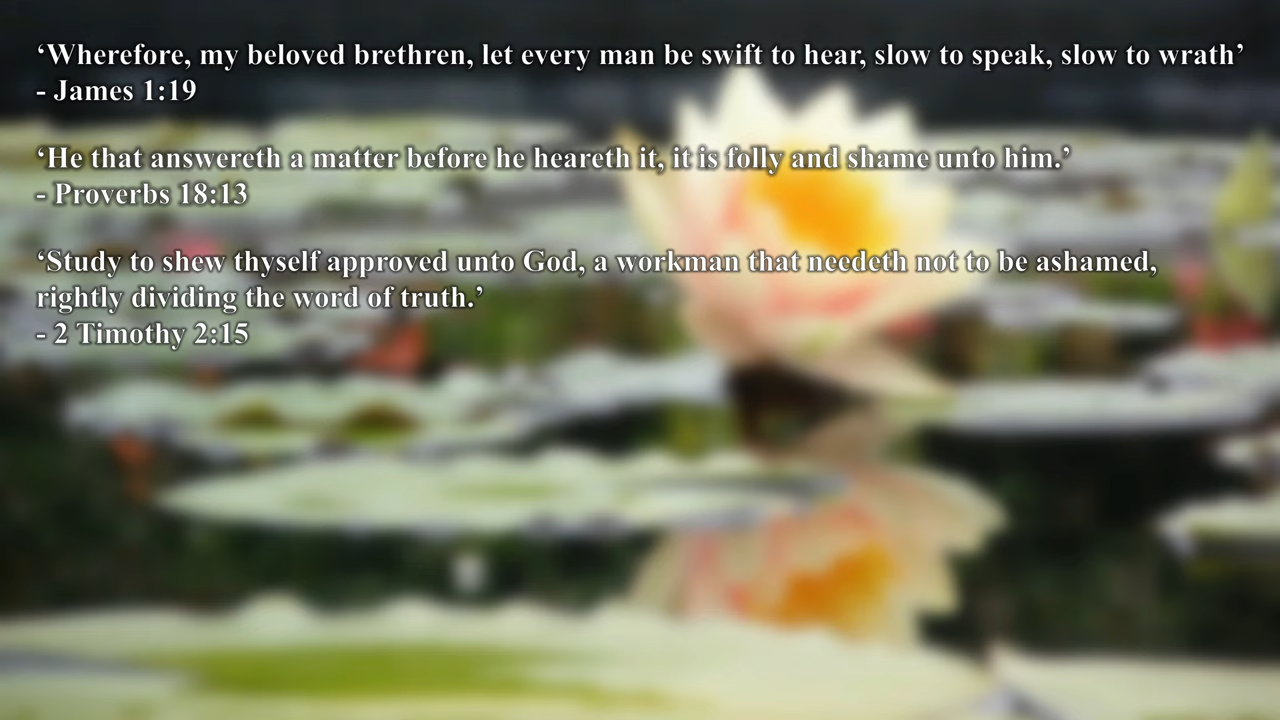 ‘Wherefore, my beloved brethren, let every man be swift to hear, slow to speak, slow to wrath’
- James 1:19
‘He that answereth a matter before he heareth it, it is folly and shame unto him.’
- Proverbs 18:13
‘Study to shew thyself approved unto God, a workman that needeth not to be ashamed,
rightly dividing the word of truth.’
- 2 Timothy 2:15